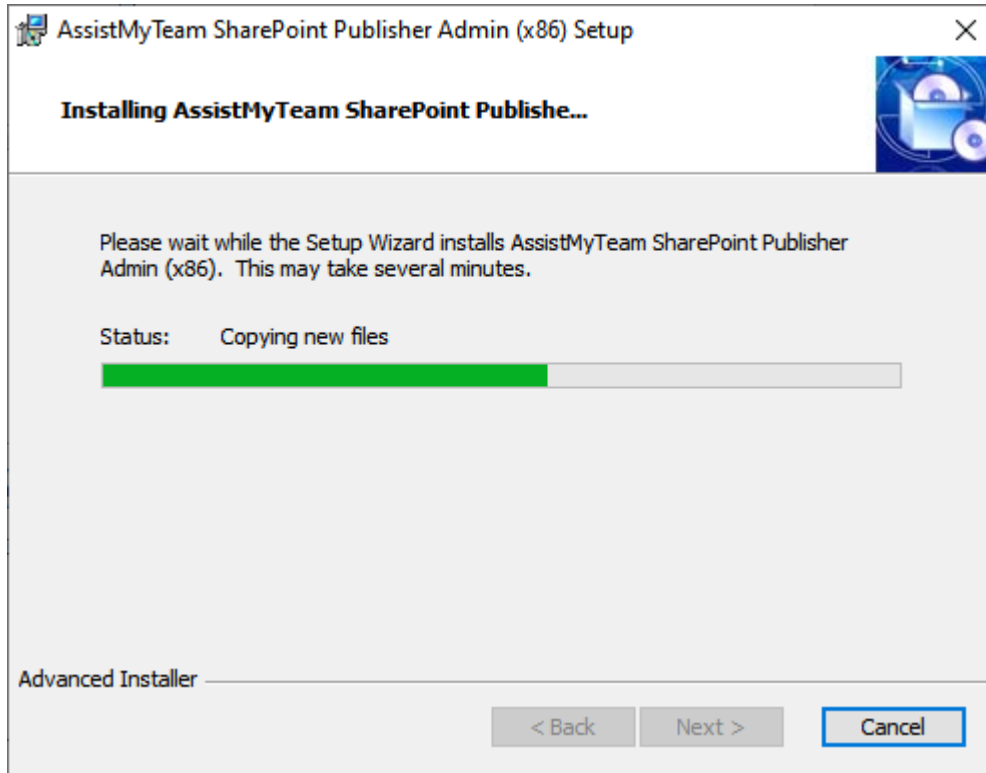 AssistMyTeam SharePoint Publisher Admin (x86) Setup
Installing AssistMyTeam SharePoint Publishe...
Please wait while the Setup Wizard installs AssistMyTeam SharePoint Publisher
Admin (x86).  This may take several minutes.
Status: Copying new files
Advanced Installer
< Back Next > Cancel